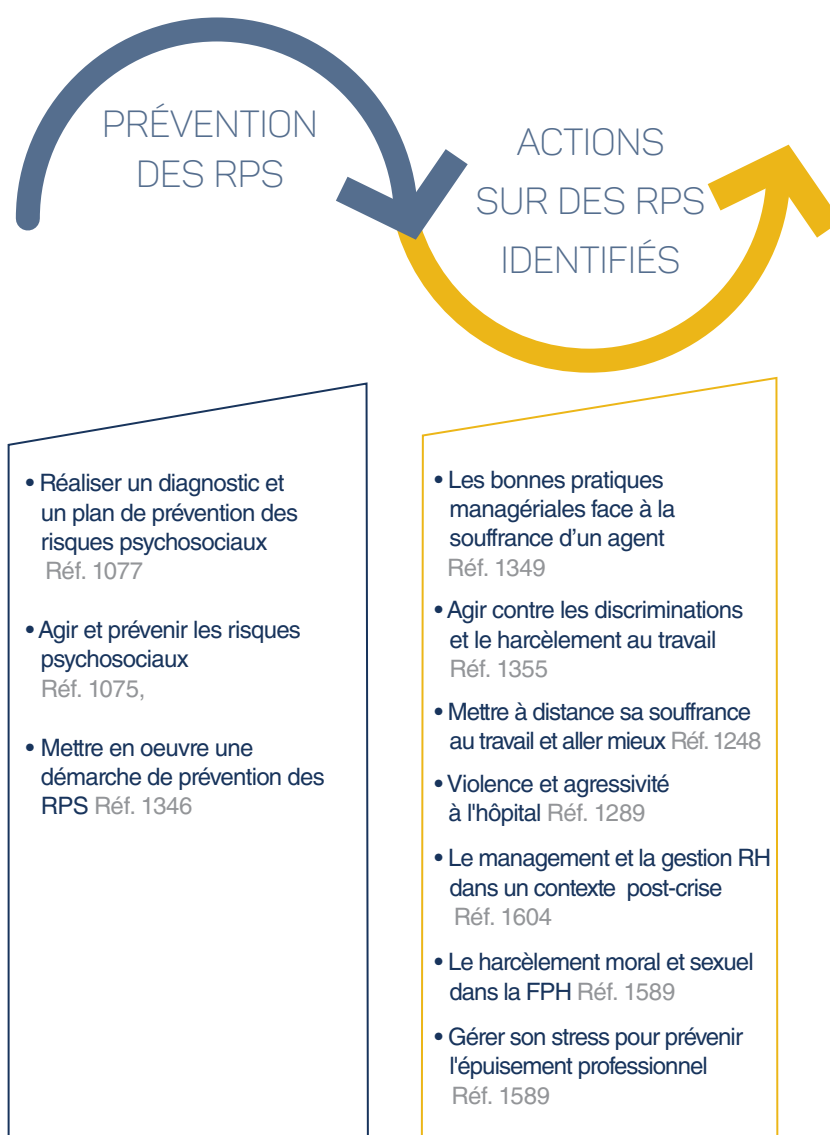 PRÉVENTION
DES RPS
ACTIONS
SUR DES RPS
IDENTIFIÉS
• Réaliser un diagnostic et
un plan de prévention des
risques psychosociaux
Réf. 1077
• Agir et prévenir les risques
psychosociaux
Réf. 1075,
• Mettre en oeuvre une
démarche de prévention des
RPS Réf. 1346
• Les bonnes pratiques
managériales face à la
souffrance d’un agent
Réf. 1349
• Agir contre les discriminations
et le harcèlement au travail
Réf. 1355
• Mettre à distance sa souffrance
au travail et aller mieux Réf. 1248
• Violence et agressivité
à l'hôpital Réf. 1289
• Le management et la gestion RH
dans un contexte post-crise
Réf. 1604
• Le harcèlement moral et sexuel
dans la FPH Réf. 1589
• Gérer son stress pour prévenir
l'épuisement professionnel
Réf. 1589